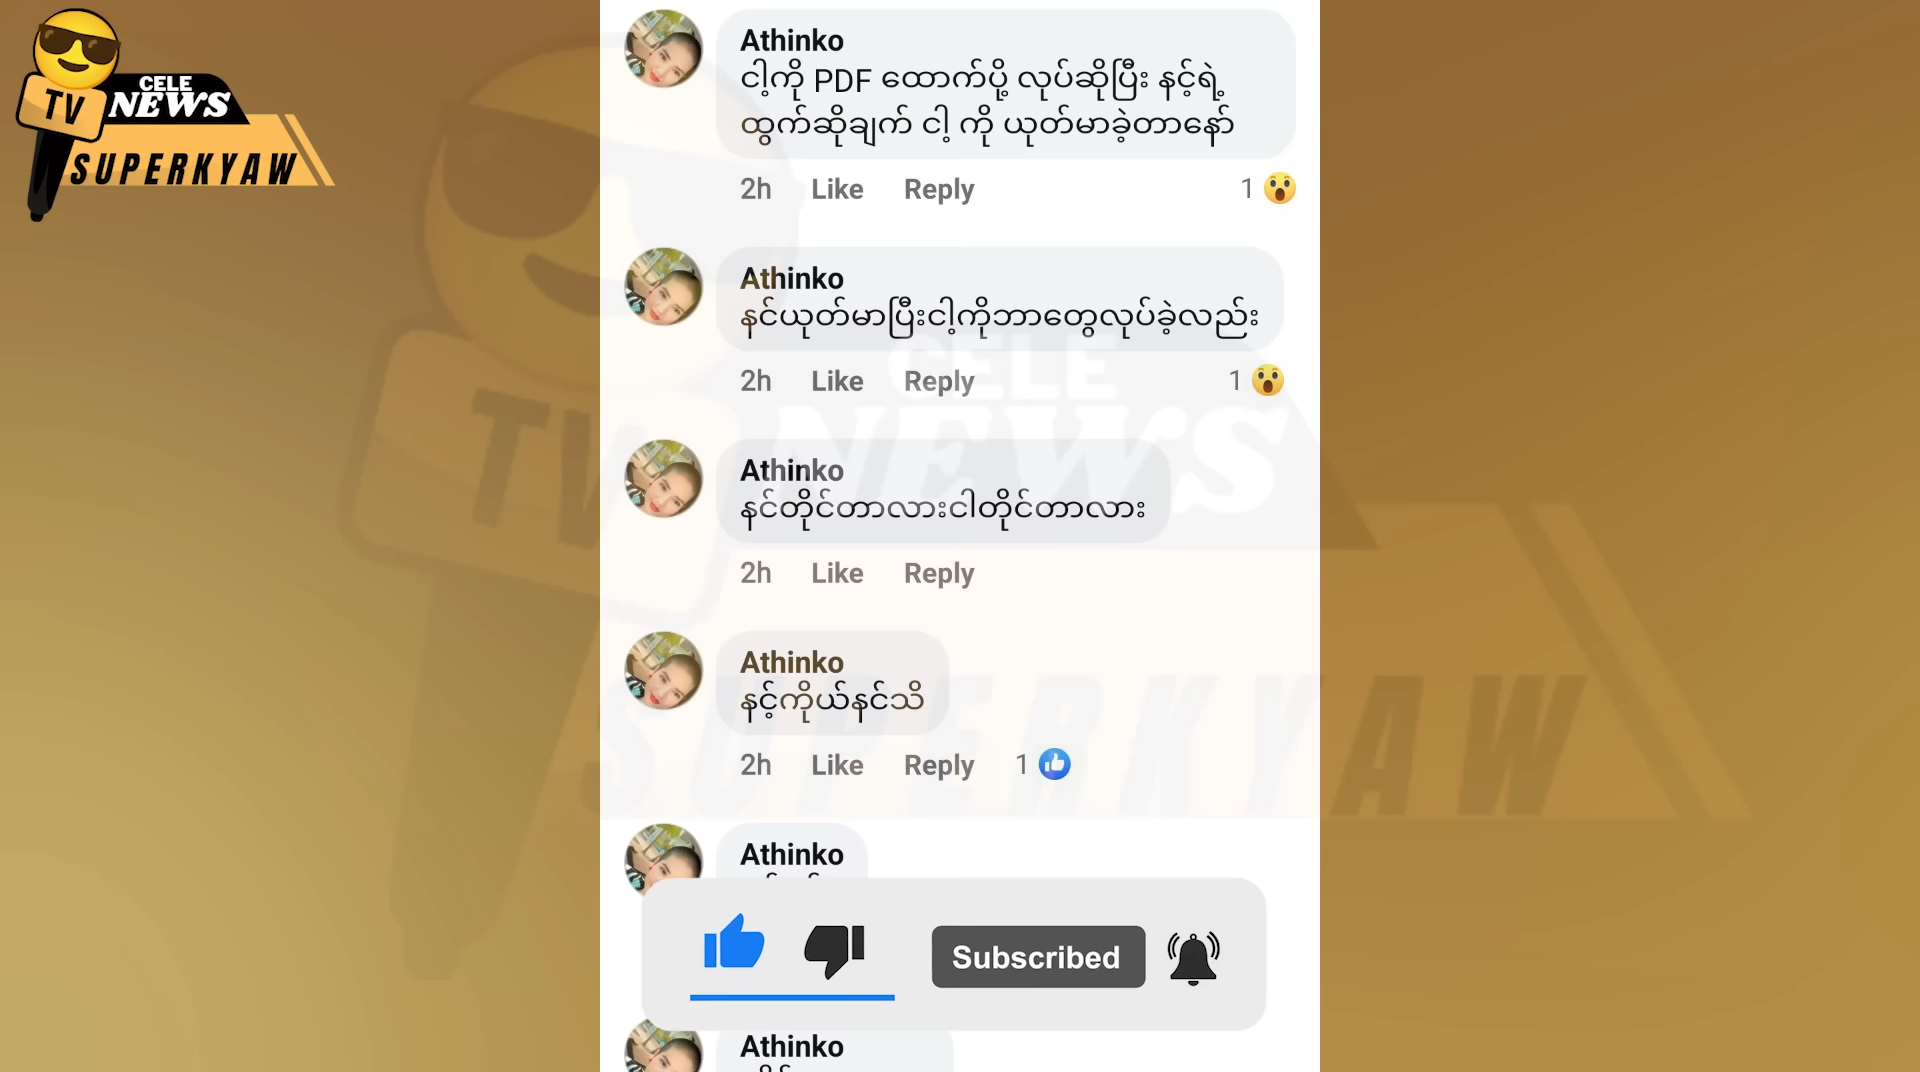 TV
CELE
NEWS
SUPERKYAW
Athinko
ငါ့ကို PDF ထောက်ပို့ လုပ်ဆိုပြီး နင့်ရဲ့
ထွက်ဆိုချက် ငါ့ ကို ယုတ်မာခဲ့တာနော်
2h Like Reply 1
Athinko
နင်ယုတ်မာပြီးငါ့ကိုဘာတွေလုပ်ခဲ့လည်း
2h Like Reply 1
Athinko
နင်တိုင်တာလားငါတိုင်တာလား
2h Like Reply
Athinko
နင့်ကိုယ်နင်သိ
2h Like Reply 1
Athinko
Subscribed
Athinko
TV
CELE
NEWS
SUPERKYAW